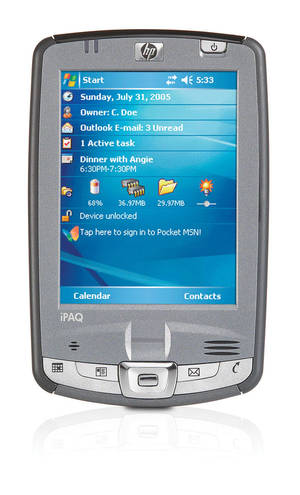 hp
Start 5:33
Sunday, July 31, 2005
Owner: C. Doe
Outlook E-mail: 3 Unread
1 Active task
Dinner with Angie
6:30PM-7:30PM
68% 36.97MB 29.97MB
Device unlocked
Tap here to sign in to Pocket MSN!
Calendar Contacts
iPAQ